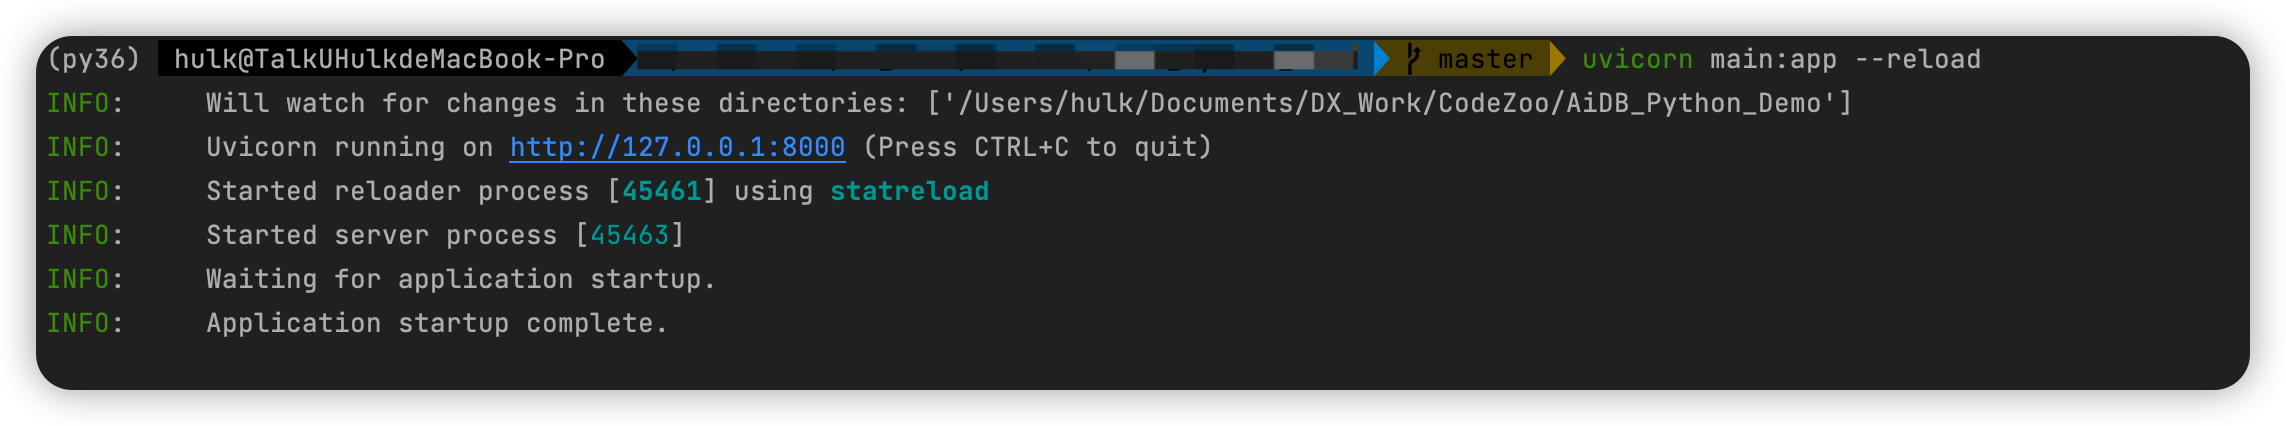 (py36) hulk@TalkUHulkdeMacBook-Pro master uvicorn main:app --reload
INFO: Will watch for changes in these directories: ['/Users/hulk/Documents/DX_Work/CodeZoo/AiDB_Python_Demo']
INFO: Uvicorn running on http://127.0.0.1:8000 (Press CTRL+C to quit)
INFO: Started reloader process [45461] using statreload
INFO: Started server process [45463]
INFO: Waiting for application startup.
INFO: Application startup complete.